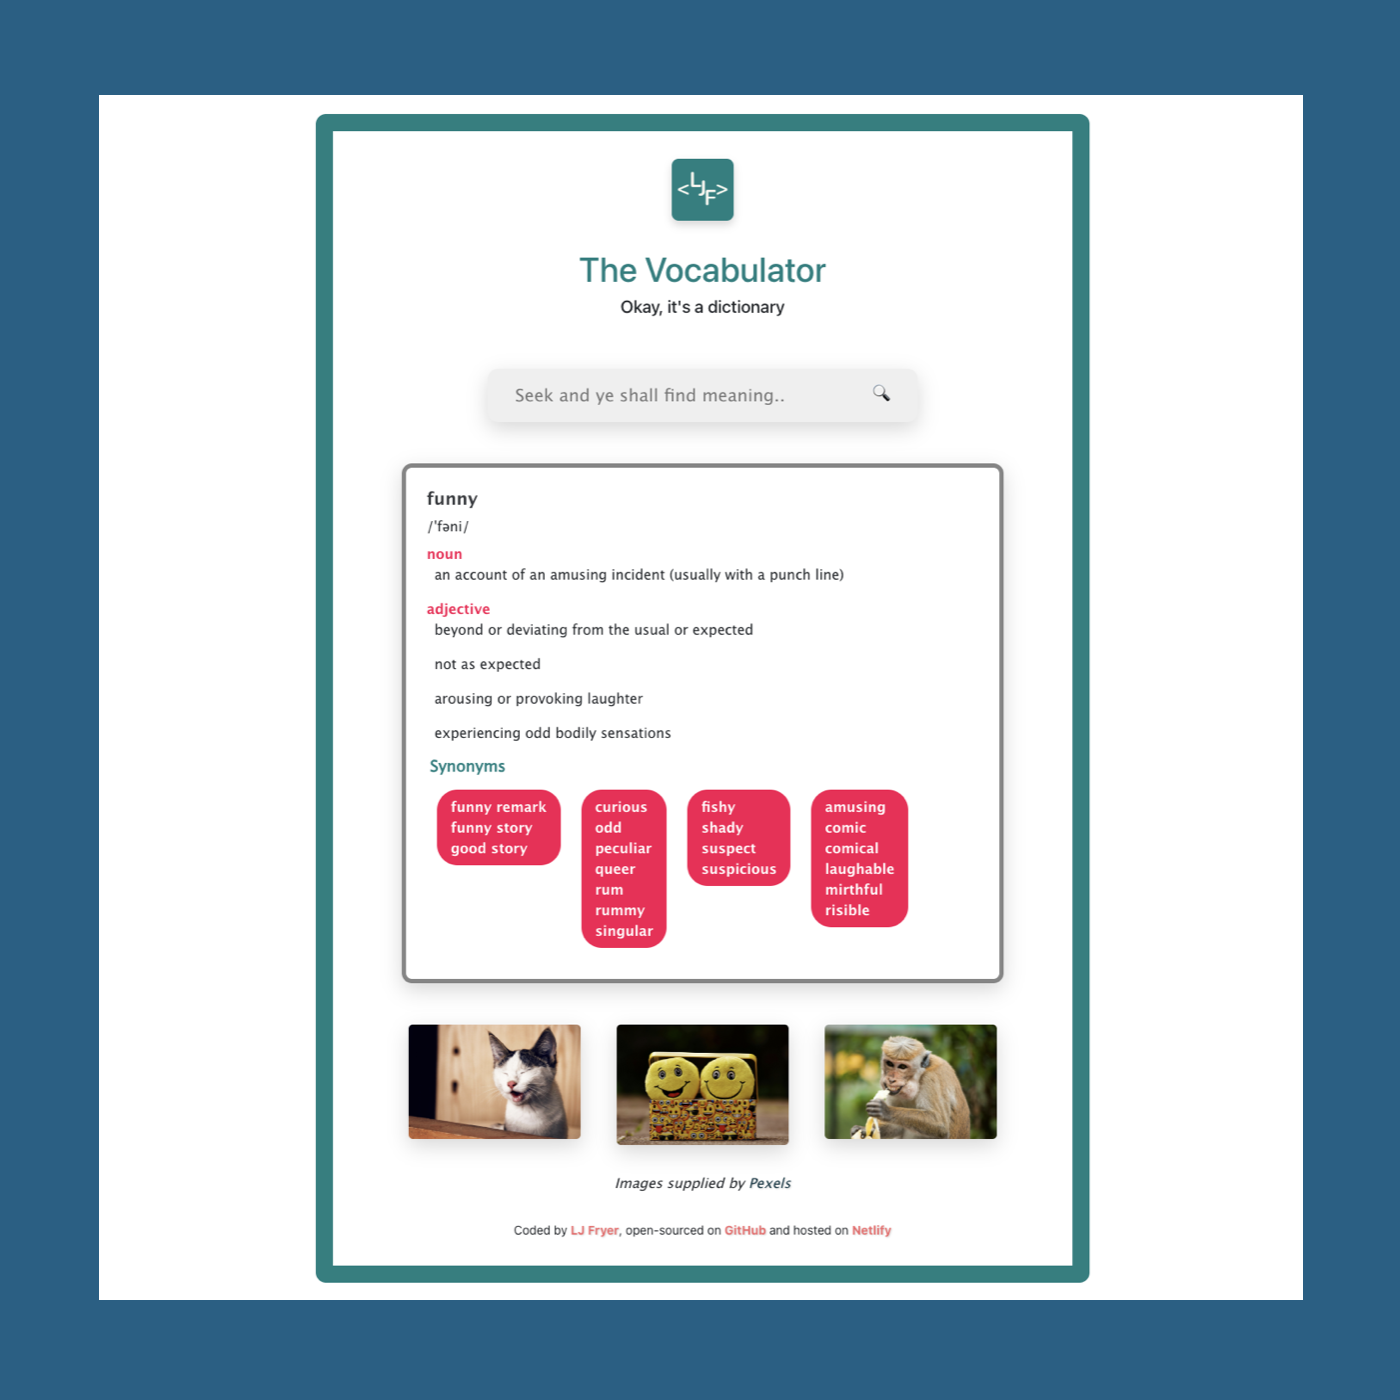 <LJF>
The Vocabulator
Okay, it's a dictionary
Seek and ye shall find meaning..
funny
/'fəni/
noun
an account of an amusing incident (usually with a punch line)
adjective
beyond or deviating from the usual or expected
not as expected
arousing or provoking laughter
experiencing odd bodily sensations
Synonyms
funny remark
funny story
good story
curious
odd
peculiar
queer
rum
rummy
singular
fishy
shady
suspect
suspicious
amusing
comic
comical
laughable
mirthful
risible
Images supplied by Pexels
Coded by LJ Fryer, open-sourced on GitHub and hosted on Netlify